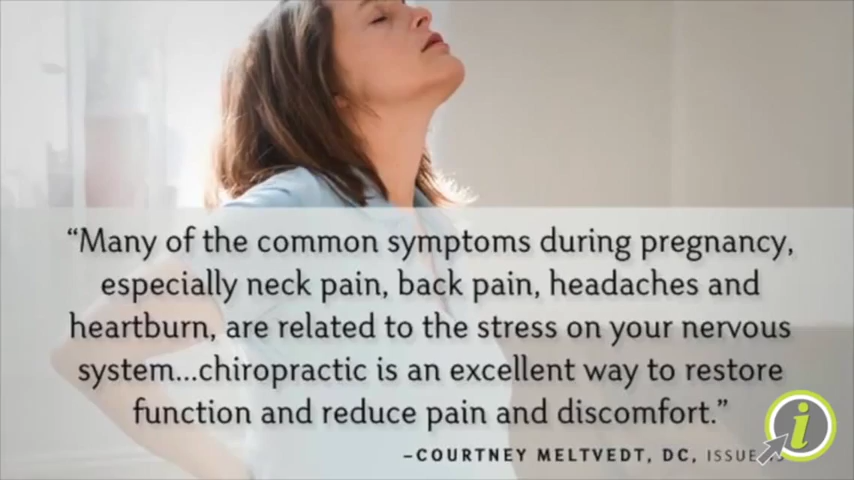 “Many of the common symptoms during pregnancy,
especially neck pain, back pain, headaches and
heartburn, are related to the stress on your nervous
system...chiropractic is an excellent way to restore
function and reduce pain and discomfort.”
–COURTNEY MELTVEDT, DC, ISSUE
i